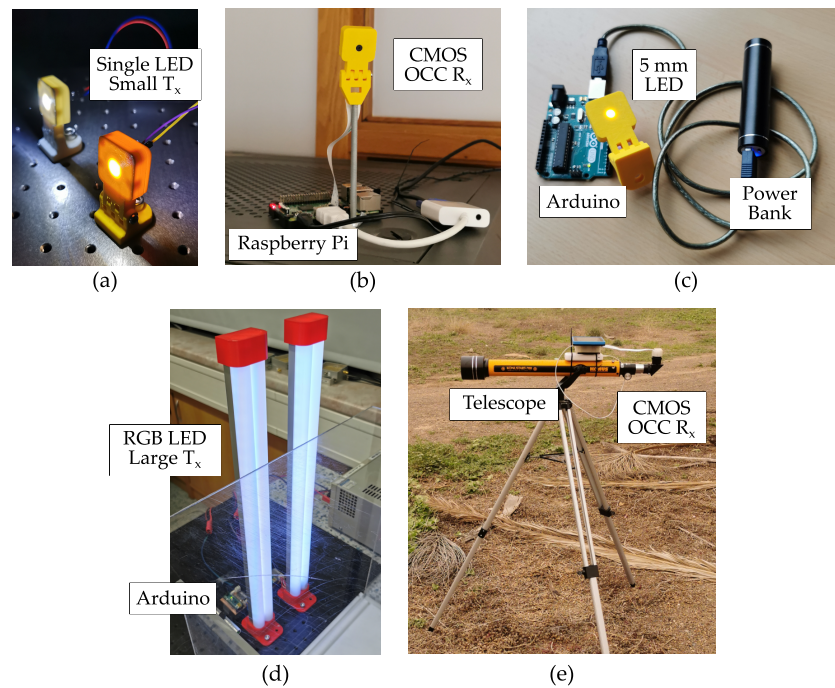 Single LED
Small Tx
CMOS
OCC Rx
Raspberry Pi
5 mm
LED
Arduino
Power
Bank
(a)
(b)
(c)
RGB LED
Large Tx
Arduino
Telescope
CMOS
OCC Rx
(d)
(e)